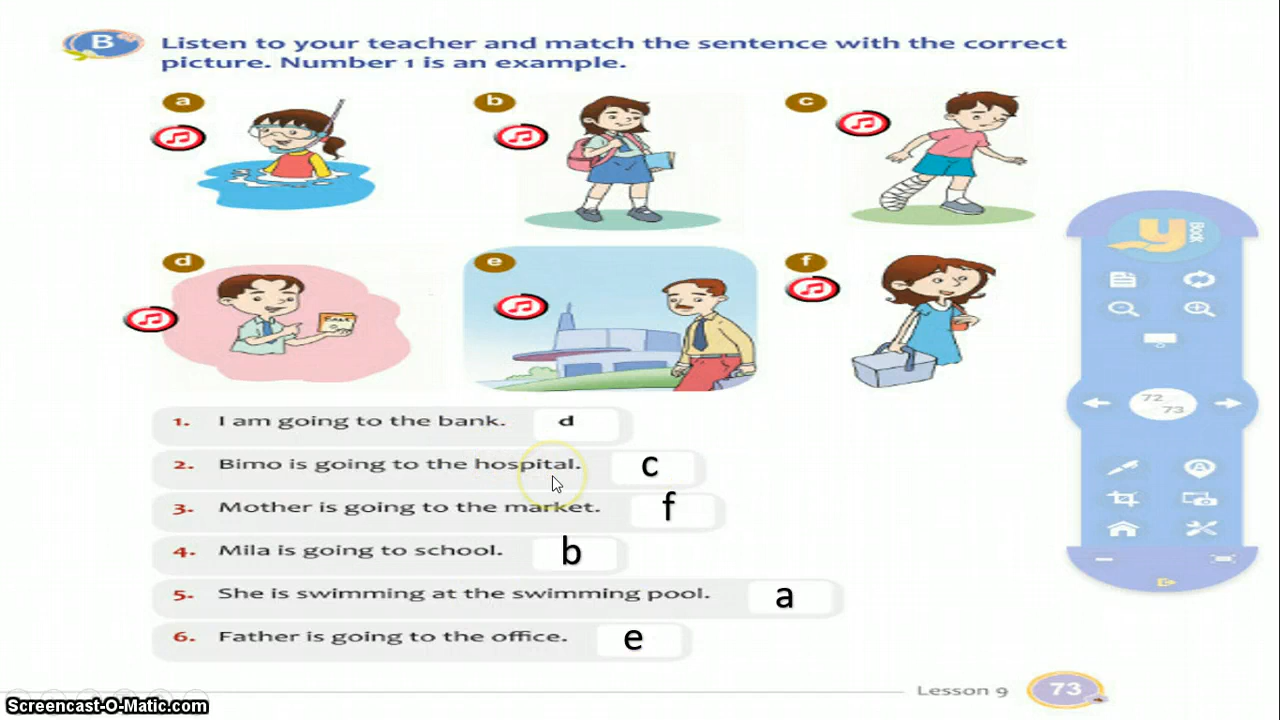 B Listen to your teacher and match the sentence with the correct
picture. Number 1 is an example.
a
b
c
d
e
f
1. I am going to the bank. d
2. Bimo is going to the hospital. c
3. Mother is going to the market. f
4. Mila is going to school. b
5. She is swimming at the swimming pool. a
6. Father is going to the office. e
y Book
72
73
Lesson 9 73
Screencast-O-Matic.com